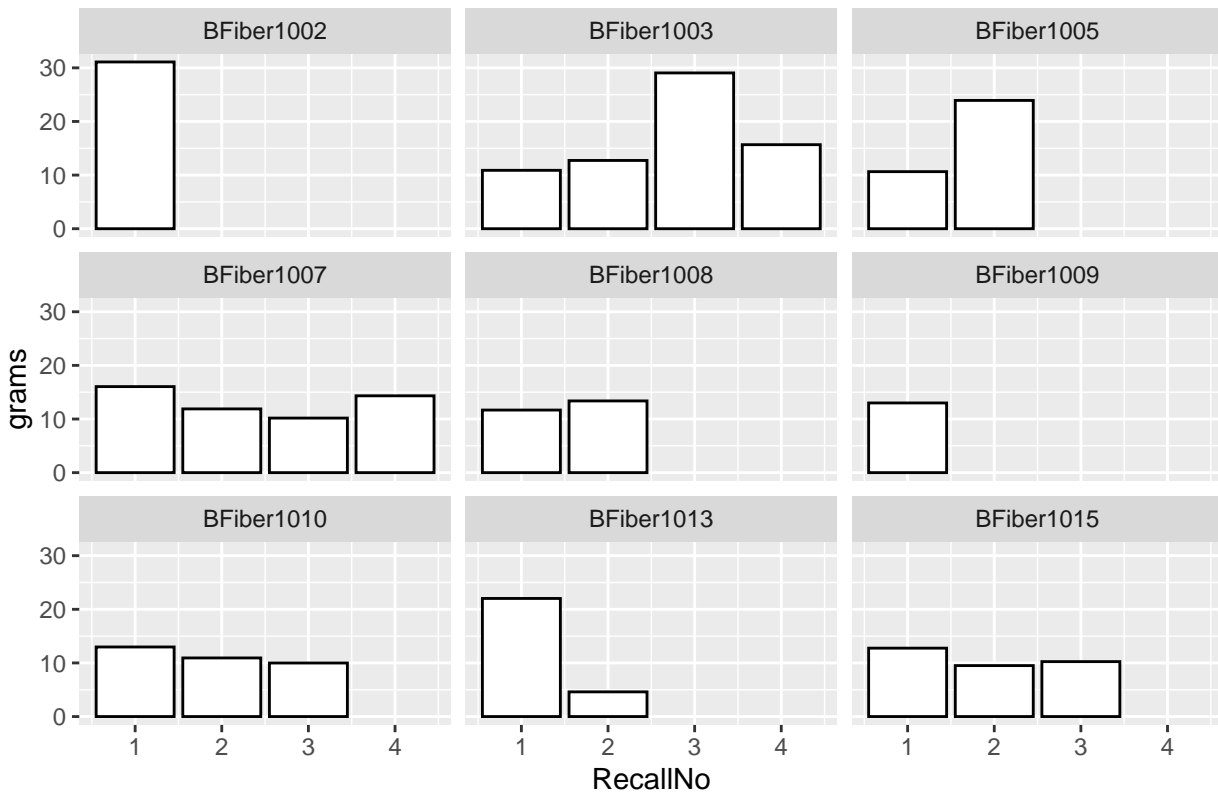 BFiber1002 BFiber1003 BFiber1005
30
20
10
0
BFiber1007 BFiber1008 BFiber1009
30
20
10
0
grams
BFiber1010 BFiber1013 BFiber1015
30
20
10
0
1 2 3 4 1 2 3 4 1 2 3 4
RecallNo